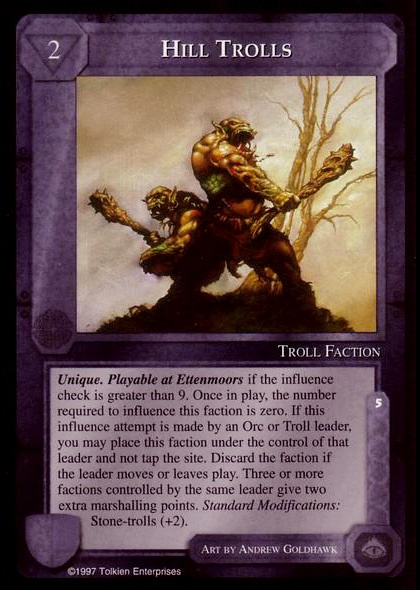 2
HILL TROLLS
TROLL FACTION
Unique. Playable at Ettenmoors if the influence
check is greater than 9. Once in play, the number
required to influence this faction is zero. If this
influence attempt is made by an Orc or Troll leader,
you may place this faction under the control of that
leader and not tap the site. Discard the faction if
the leader moves or leaves play. Three or more
factions controlled by the same leader give two
extra marshalling points. Standard Modifications:
Stone-trolls (+2).
5
ART BY ANDREW GOLDHAWK
©1997 Tolkien Enterprises